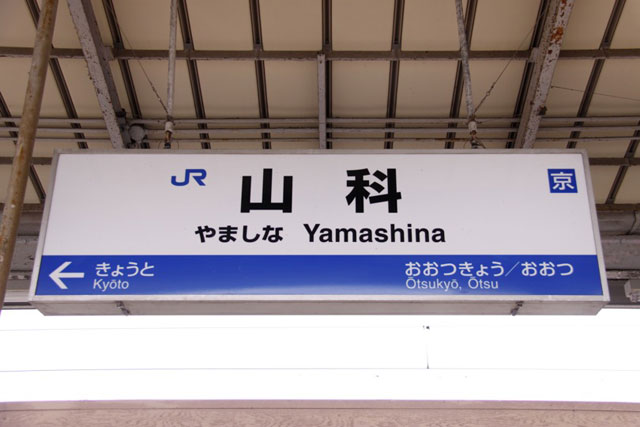 JR 山科 京
やましな Yamashina
← きょうと おおつきょう／おおつ
Kyōto Ōtsukyō, Ōtsu